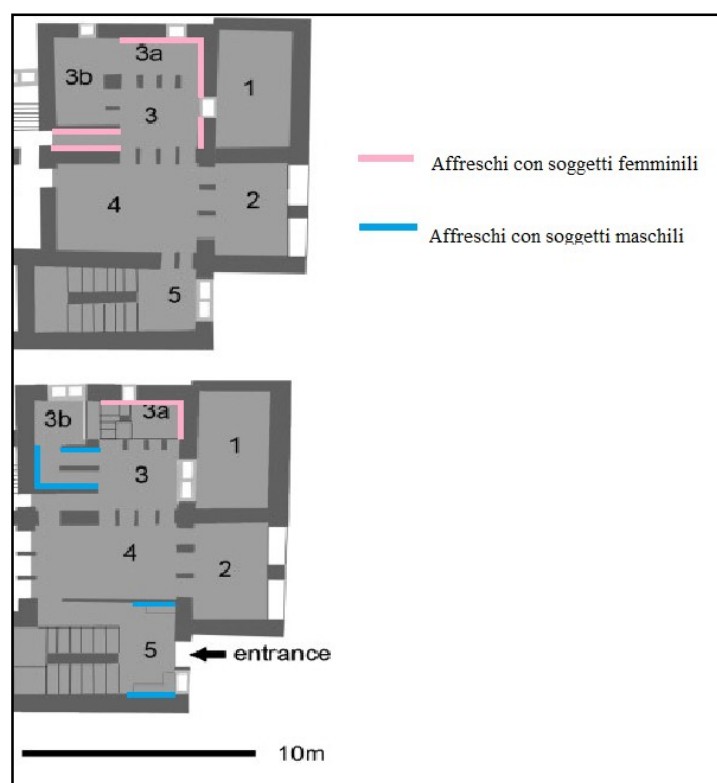 3a
3b
1
3
4
2
5
Affreschi con soggetti femminili
Affreschi con soggetti maschili
3b
3a
3
1
4
2
5
entrance
10m